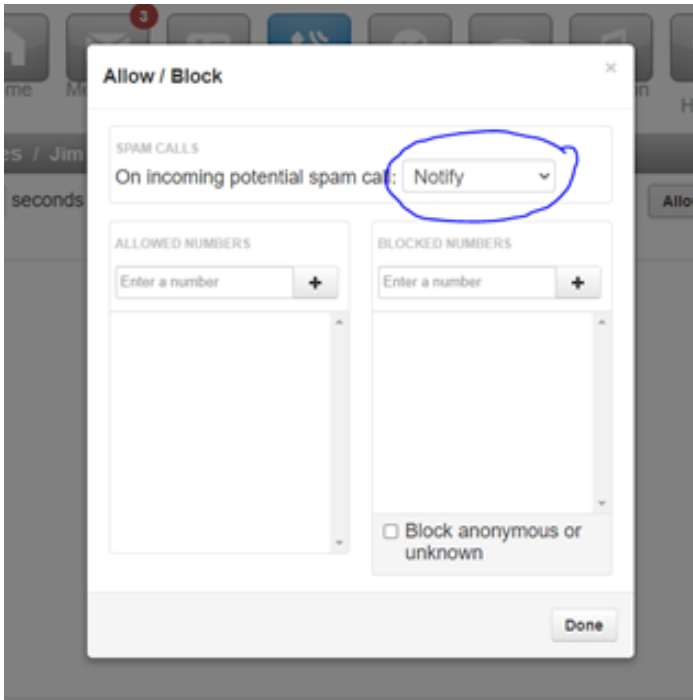 3
Allow / Block
×
SPAM CALLS
On incoming potential spam call: Notify
ALLOWED NUMBERS
Enter a number
+
BLOCKED NUMBERS
Enter a number
+
Block anonymous or
unknown
Done
/ Jim
seconds